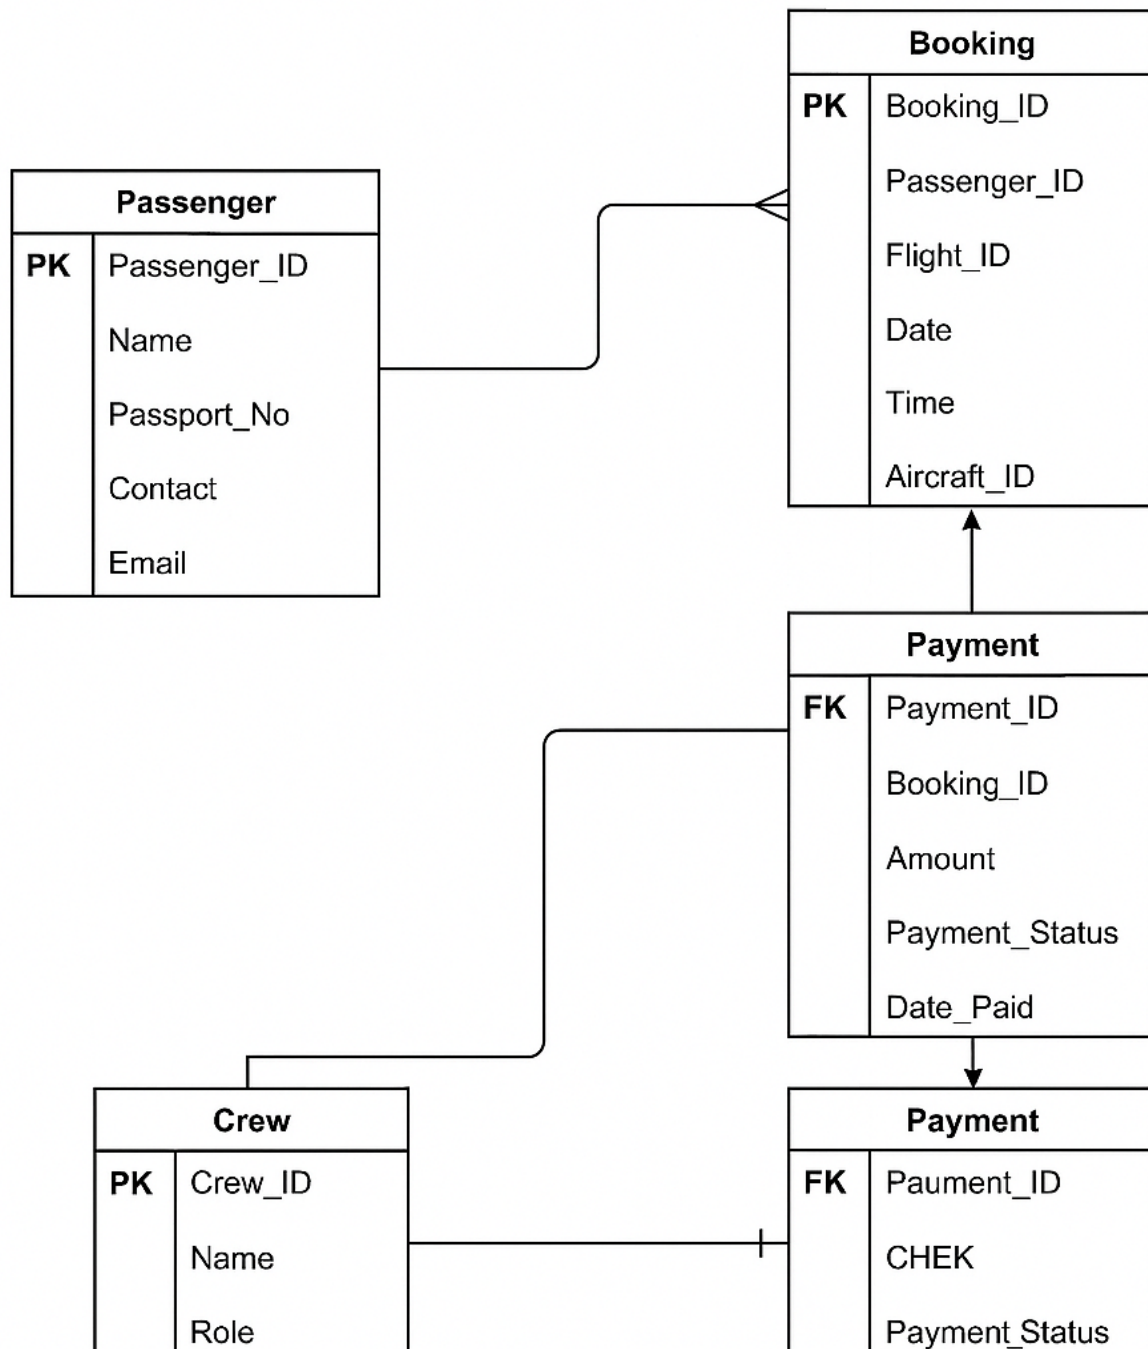 Booking
PK Booking_ID
Passenger_ID
Flight_ID
Date
Time
Aircraft_ID
Passenger
PK Passenger_ID
Name
Passport_No
Contact
Email
Payment
FK Payment_ID
Booking_ID
Amount
Payment_Status
Date_Paid
Crew
PK Crew_ID
Name
Role
Payment
FK Paument_ID
CHEK
Payment_Status